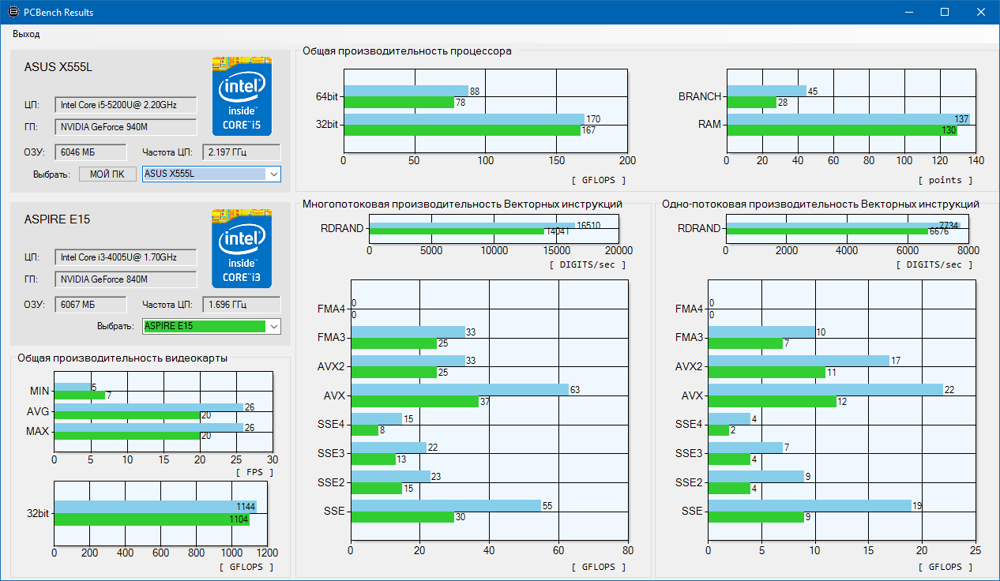 PCBench Results
Выход
ASUS X555L
ЦП: Intel Core i5-5200U@ 2.20GHz
ГП: NVIDIA GeForce 940M
ОЗУ: 6046 МБ Частота ЦП: 2.197 ГГц
Выбрать: МОЙ ПК ASUS X555L
intel
inside™
CORE™i5
ASPIRE E15
ЦП: Intel Core i3-4005U@ 1.70GHz
ГП: NVIDIA GeForce 840M
ОЗУ: 6067 МБ Частота ЦП: 1.696 ГГц
Выбрать: ASPIRE E15
intel
inside™
CORE™i3
Общая производительность видеокарты
MIN 5
7
AVG 26
20
MAX 26
20
0 5 10 15 20 25 30
[ FPS ]
32bit 1144
1104
0 200 400 600 800 1000 1200
[ GFLOPS ]
Общая производительность процессора
64bit 88
78
32bit 170
167
0 50 100 150 200
[ GFLOPS ]
BRANCH 45
28
RAM 137
130
0 20 40 60 80 100 120 140
[ points ]
Многопотоковая производительность Векторных инструкций
RDRAND 16510
14041
0 5000 10000 15000 20000
[ DIGITS/sec ]
FMA4 0
0
FMA3 33
25
AVX2 33
25
AVX 63
37
SSE4 15
8
SSE3 22
13
SSE2 23
15
SSE 55
30
0 20 40 60 80
[ GFLOPS ]
Одно-потоковая производительность Векторных инструкций
RDRAND 7734
6676
0 2000 4000 6000 8000
[ DIGITS/sec ]
FMA4 0
0
FMA3 10
7
AVX2 17
11
AVX 22
12
SSE4 4
2
SSE3 7
4
SSE2 9
4
SSE 19
9
0 5 10 15 20 25
[ GFLOPS ]